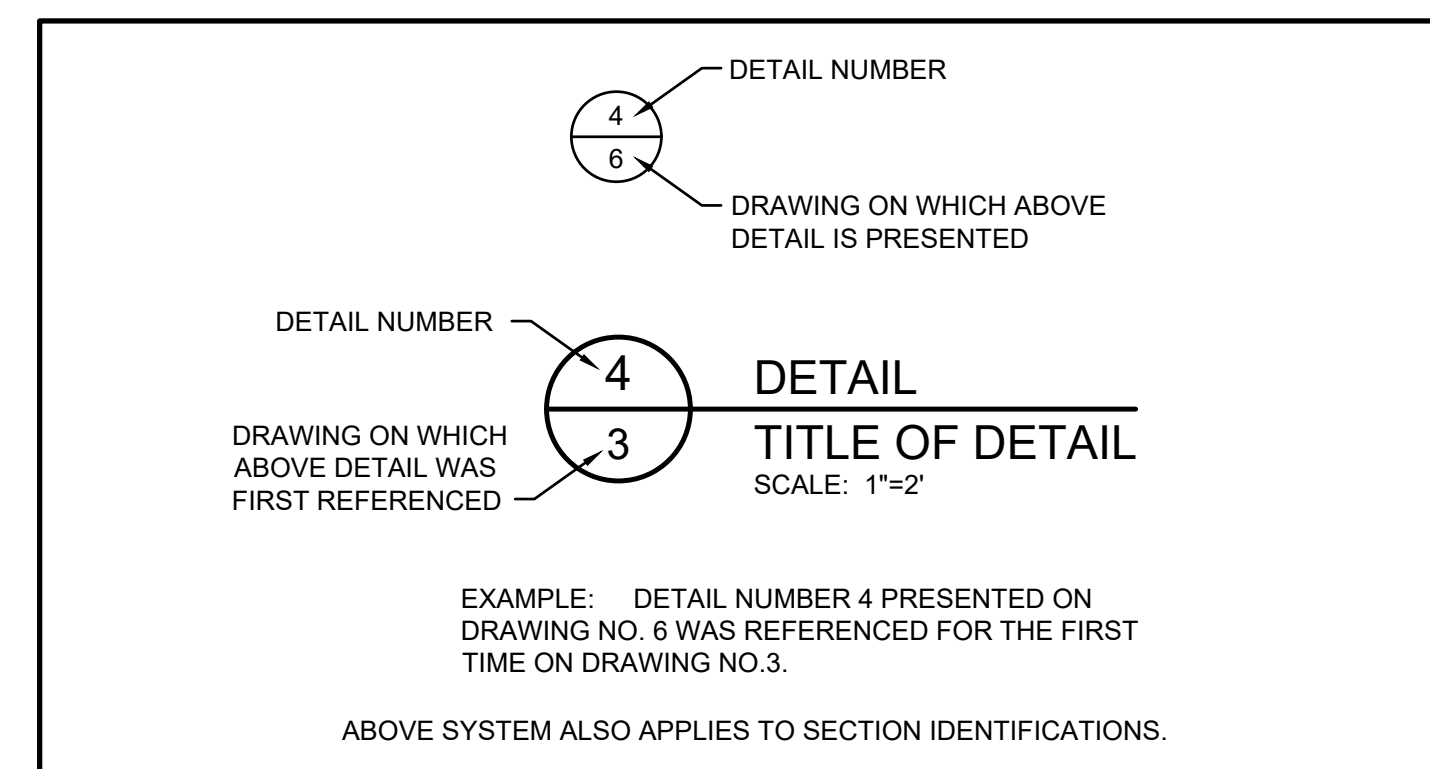 DETAIL NUMBER
4
6
DRAWING ON WHICH ABOVE
DETAIL IS PRESENTED
DETAIL NUMBER
4
DETAIL
DRAWING ON WHICH
ABOVE DETAIL WAS
FIRST REFERENCED
3
TITLE OF DETAIL
SCALE: 1"=2'
EXAMPLE: DETAIL NUMBER 4 PRESENTED ON
DRAWING NO. 6 WAS REFERENCED FOR THE FIRST
TIME ON DRAWING NO.3.
ABOVE SYSTEM ALSO APPLIES TO SECTION IDENTIFICATIONS.